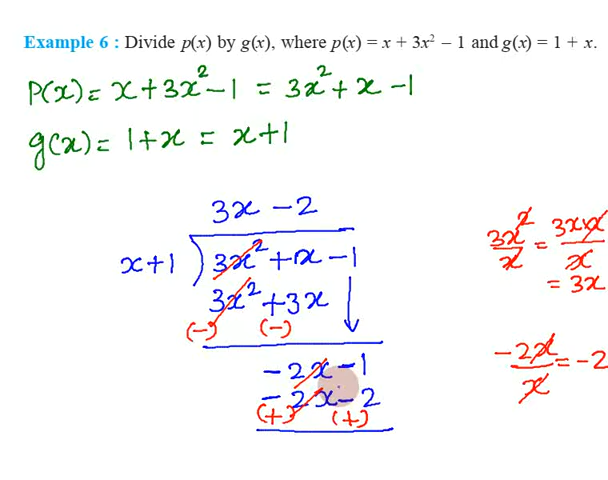 Example 6 : Divide p(x) by g(x), where p(x) = x + 3x² – 1 and g(x) = 1 + x.
P(x) = x + 3x² - 1 = 3x² + x - 1
g(x) = 1 + x = x + 1
3x - 2
x + 1 ) 3x² + x - 1
3x² + 3x
(-) (-)
- 2x - 1
- 2x - 2
(+) (+)
3x²/x = 3x×x/x
= 3x
-2x/x = -2